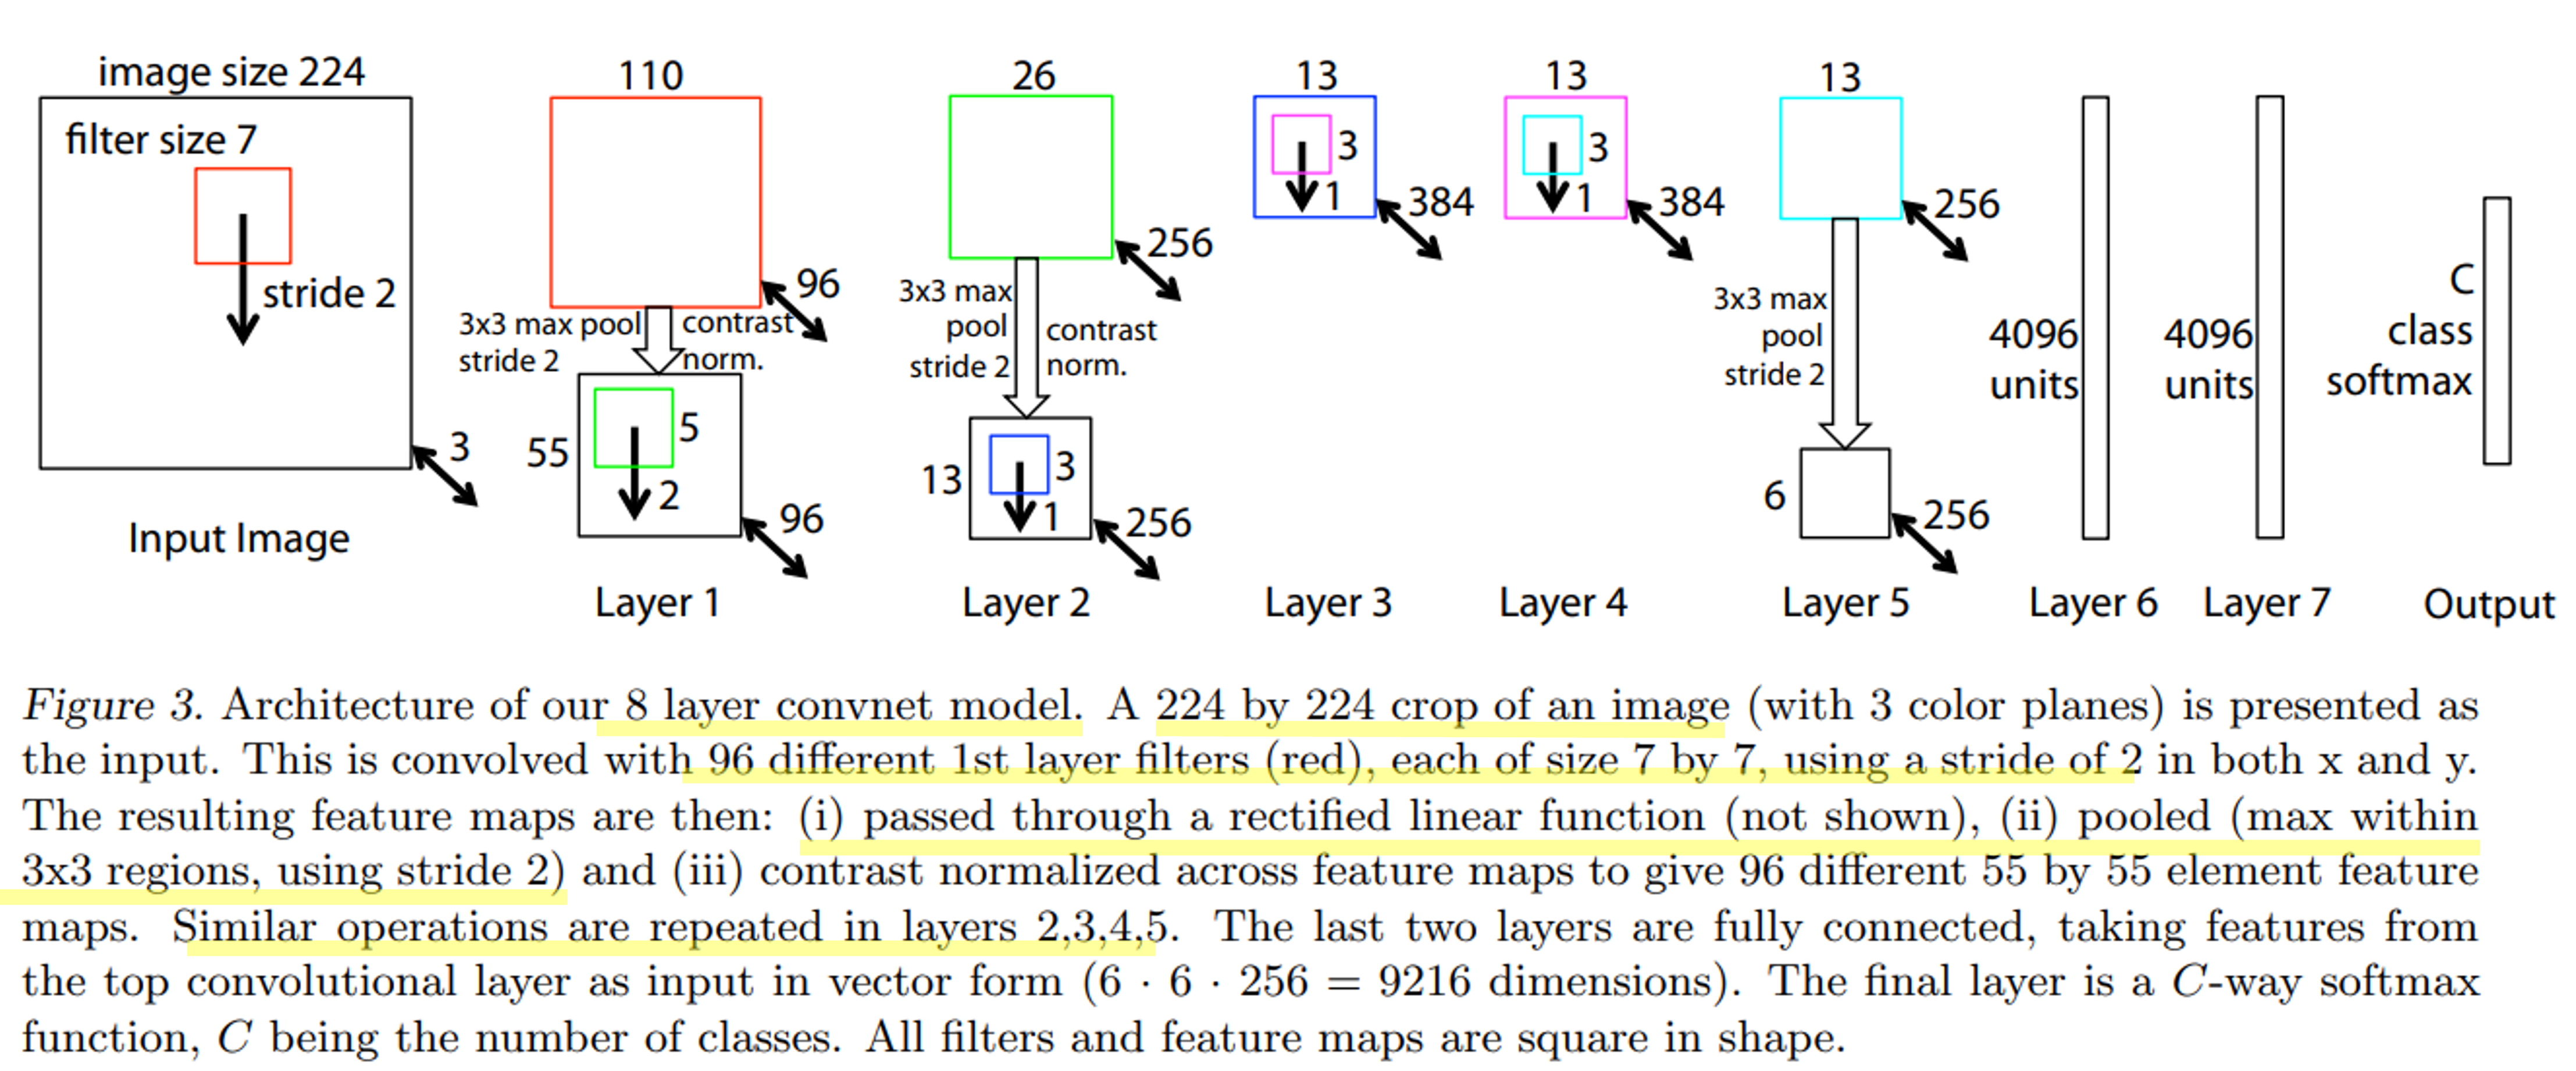 image size 224
filter size 7
stride 2
3
Input Image
110
96
3x3 max pool
stride 2
contrast
norm.
55
5
2
96
Layer 1
26
256
3x3 max
pool
stride 2
contrast
norm.
13
3
1
256
Layer 2
13
3
1
384
Layer 3
13
3
1
384
Layer 4
13
256
3x3 max
pool
stride 2
6
256
Layer 5
4096
units
Layer 6
4096
units
Layer 7
C
class
softmax
Output
Figure 3. Architecture of our 8 layer convnet model. A 224 by 224 crop of an image (with 3 color planes) is presented as
the input. This is convolved with 96 different 1st layer filters (red), each of size 7 by 7, using a stride of 2 in both x and y.
The resulting feature maps are then: (i) passed through a rectified linear function (not shown), (ii) pooled (max within
3x3 regions, using stride 2) and (iii) contrast normalized across feature maps to give 96 different 55 by 55 element feature
maps. Similar operations are repeated in layers 2,3,4,5. The last two layers are fully connected, taking features from
the top convolutional layer as input in vector form (6 · 6 · 256 = 9216 dimensions). The final layer is a C-way softmax
function, C being the number of classes. All filters and feature maps are square in shape.